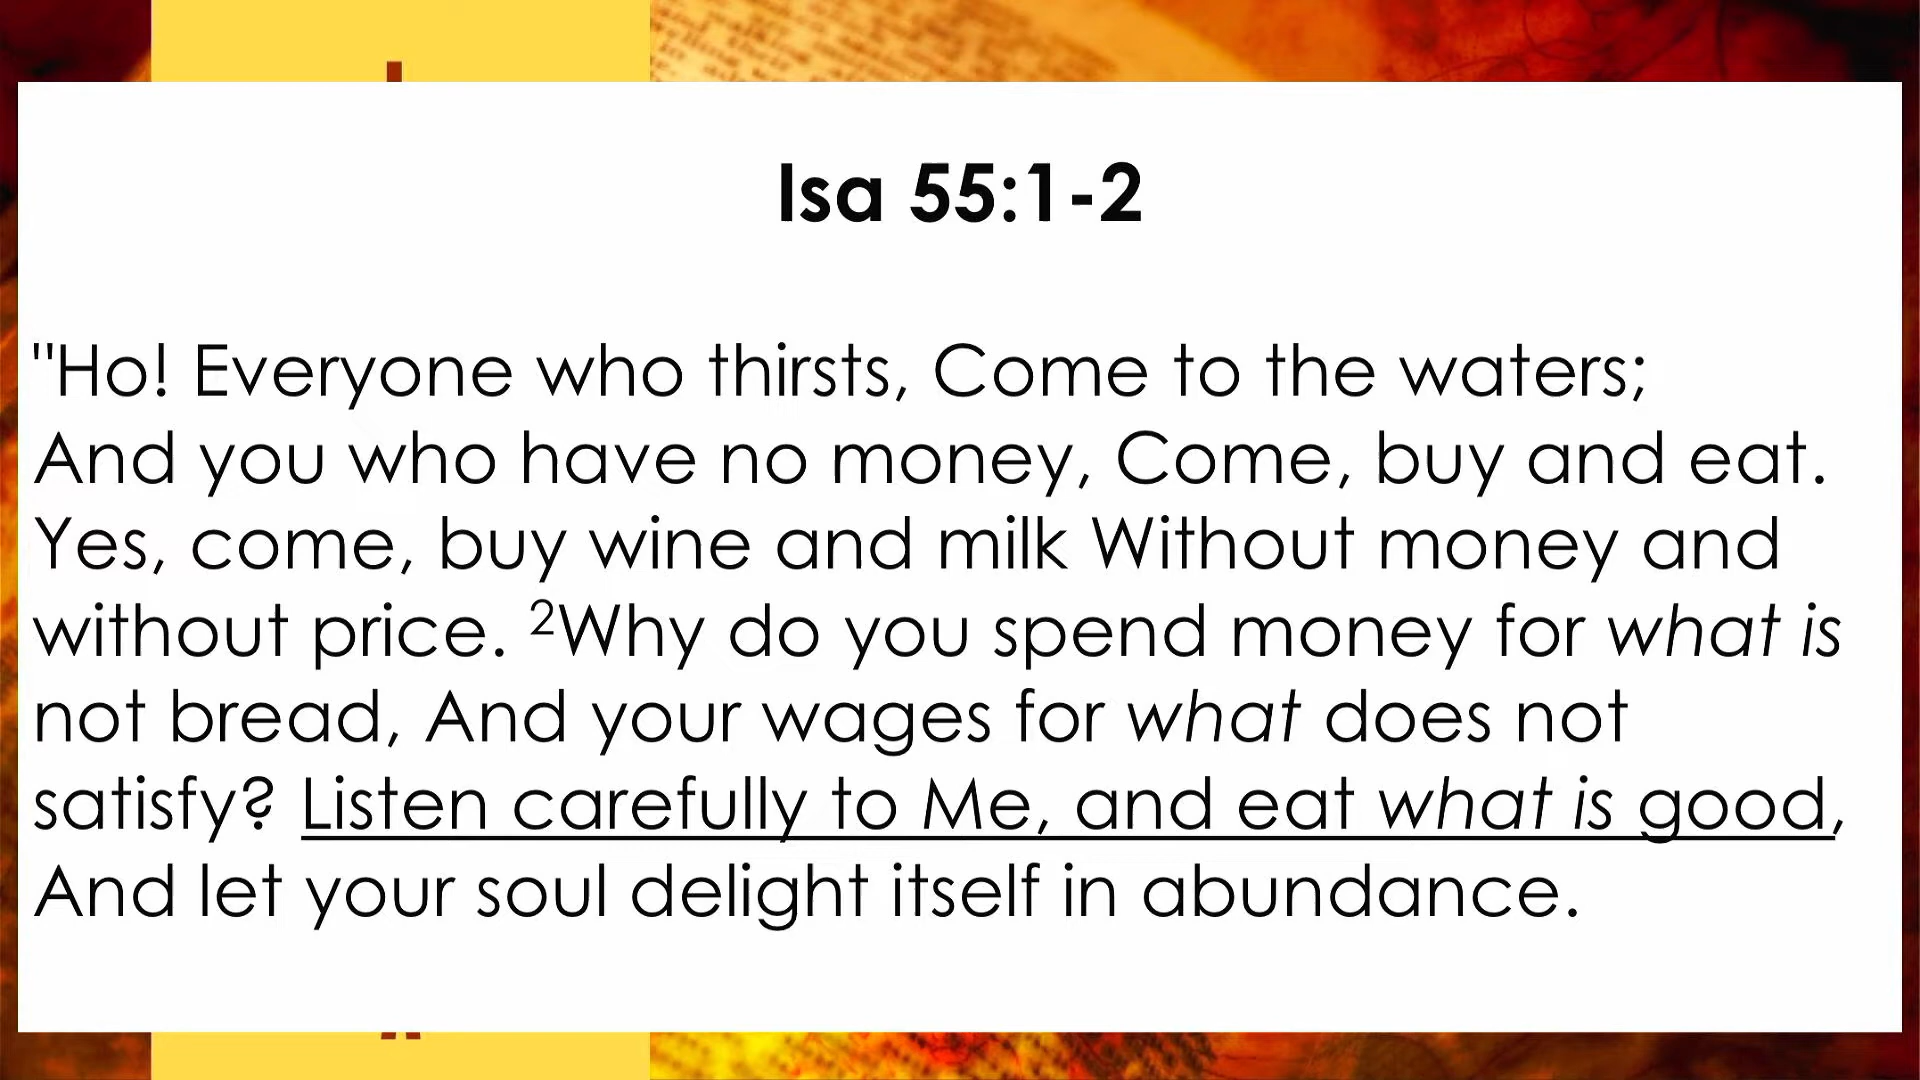 Isa 55:1-2
"Ho! Everyone who thirsts, Come to the waters;
And you who have no money, Come, buy and eat.
Yes, come, buy wine and milk Without money and
without price. ²Why do you spend money for what is
not bread, And your wages for what does not
satisfy? Listen carefully to Me, and eat what is good,
And let your soul delight itself in abundance.